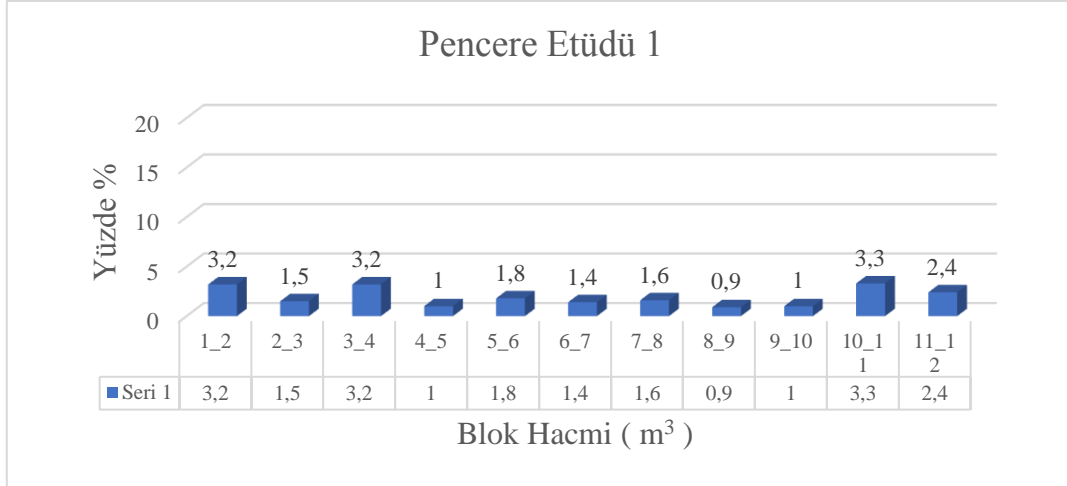 Pencere Etüdü 1
Yüzde %
20
15
10
5
0
3,2 1,5 3,2 1 1,8 1,4 1,6 0,9 1 3,3 2,4
1_2 2_3 3_4 4_5 5_6 6_7 7_8 8_9 9_10 10_1 11_1
1 2
Seri 1 3,2 1,5 3,2 1 1,8 1,4 1,6 0,9 1 3,3 2,4
Blok Hacmi ( m³ )